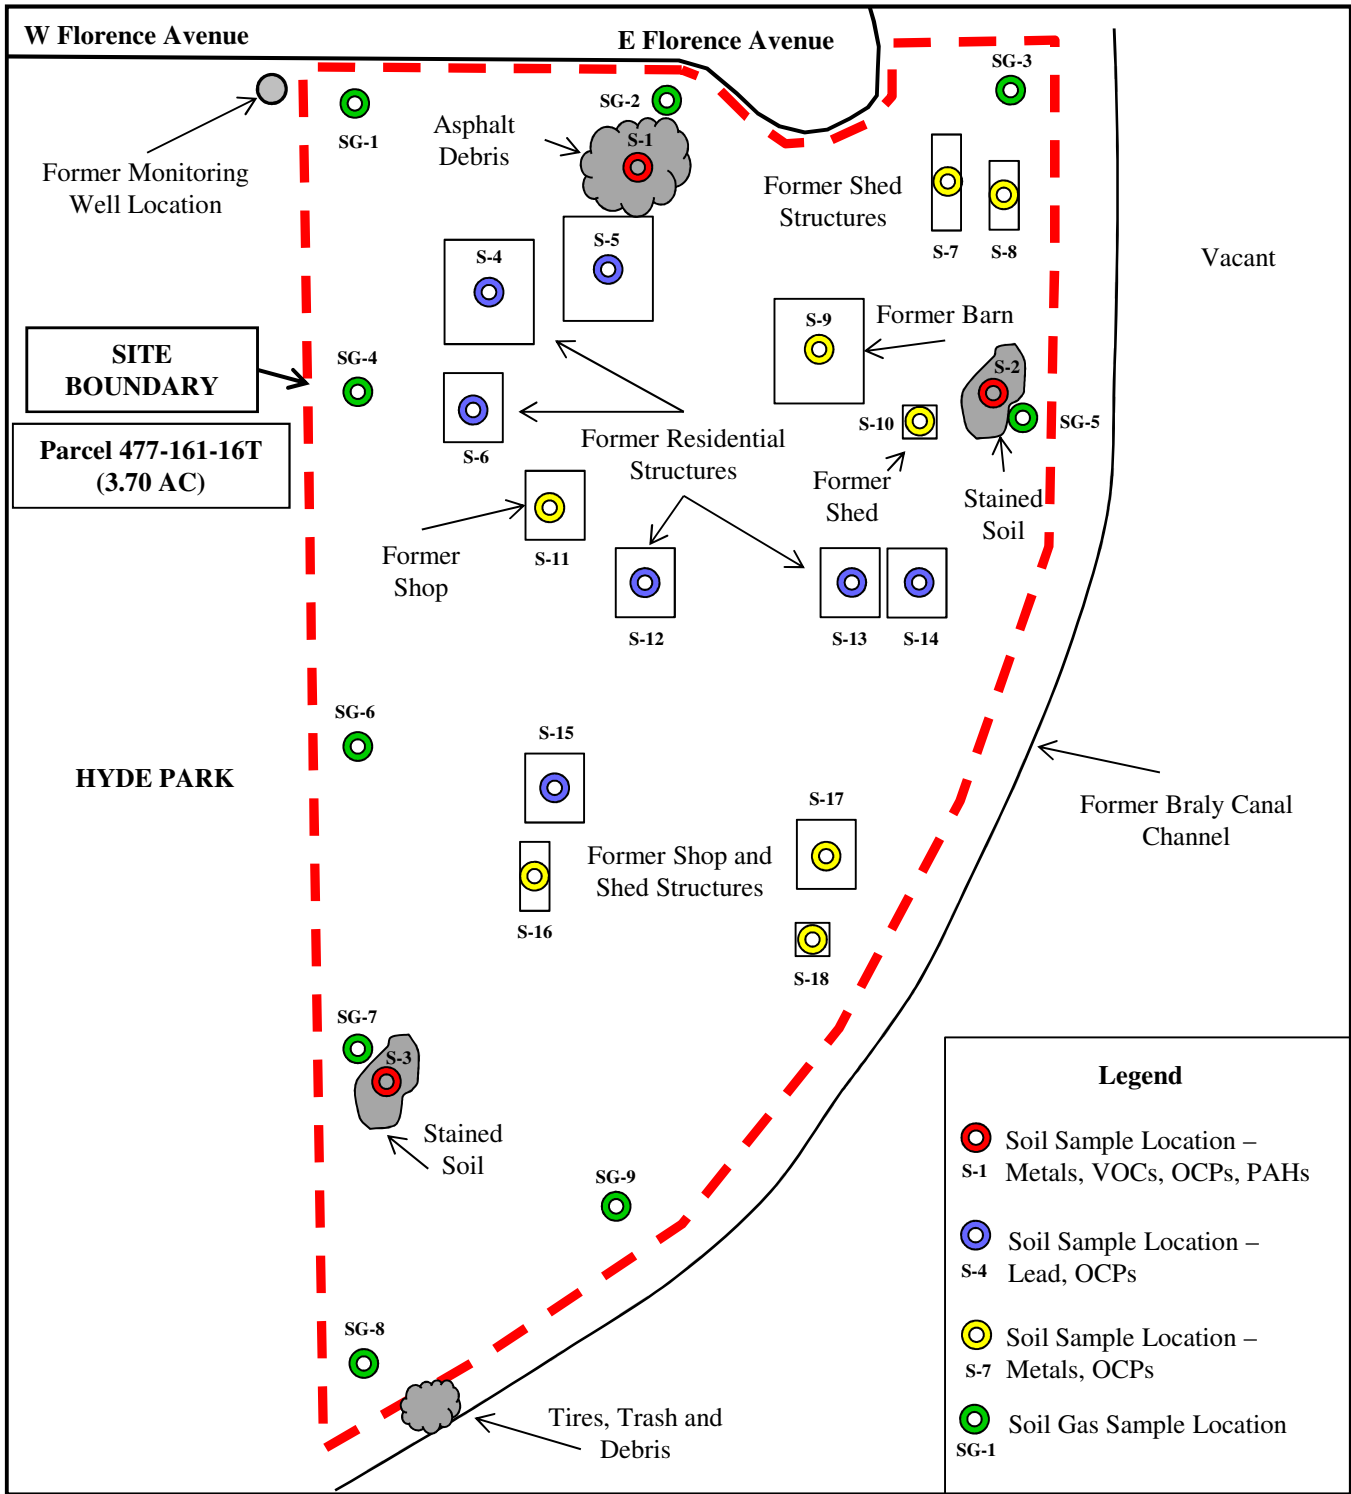 W Florence Avenue
E Florence Avenue
SG-3
SG-2
SG-1
Asphalt
Debris
S-1
Former Monitoring
Well Location
Former Shed
Structures
S-7
S-8
Vacant
S-4
S-5
S-9
Former Barn
SITE
BOUNDARY
SG-4
S-2
Parcel 477-161-16T
(3.70 AC)
S-6
Former Residential
Structures
S-10
SG-5
Former
Shed
Stained
Soil
Former
Shop
S-11
S-12
S-13
S-14
SG-6
S-15
HYDE PARK
S-17
Former Braly Canal
Channel
Former Shop and
Shed Structures
S-16
S-18
SG-7
S-3
Stained
Soil
SG-9
SG-8
Tires, Trash and
Debris
Legend
Soil Sample Location –
S-1 Metals, VOCs, OCPs, PAHs
Soil Sample Location –
S-4 Lead, OCPs
Soil Sample Location –
S-7 Metals, OCPs
Soil Gas Sample Location
SG-1